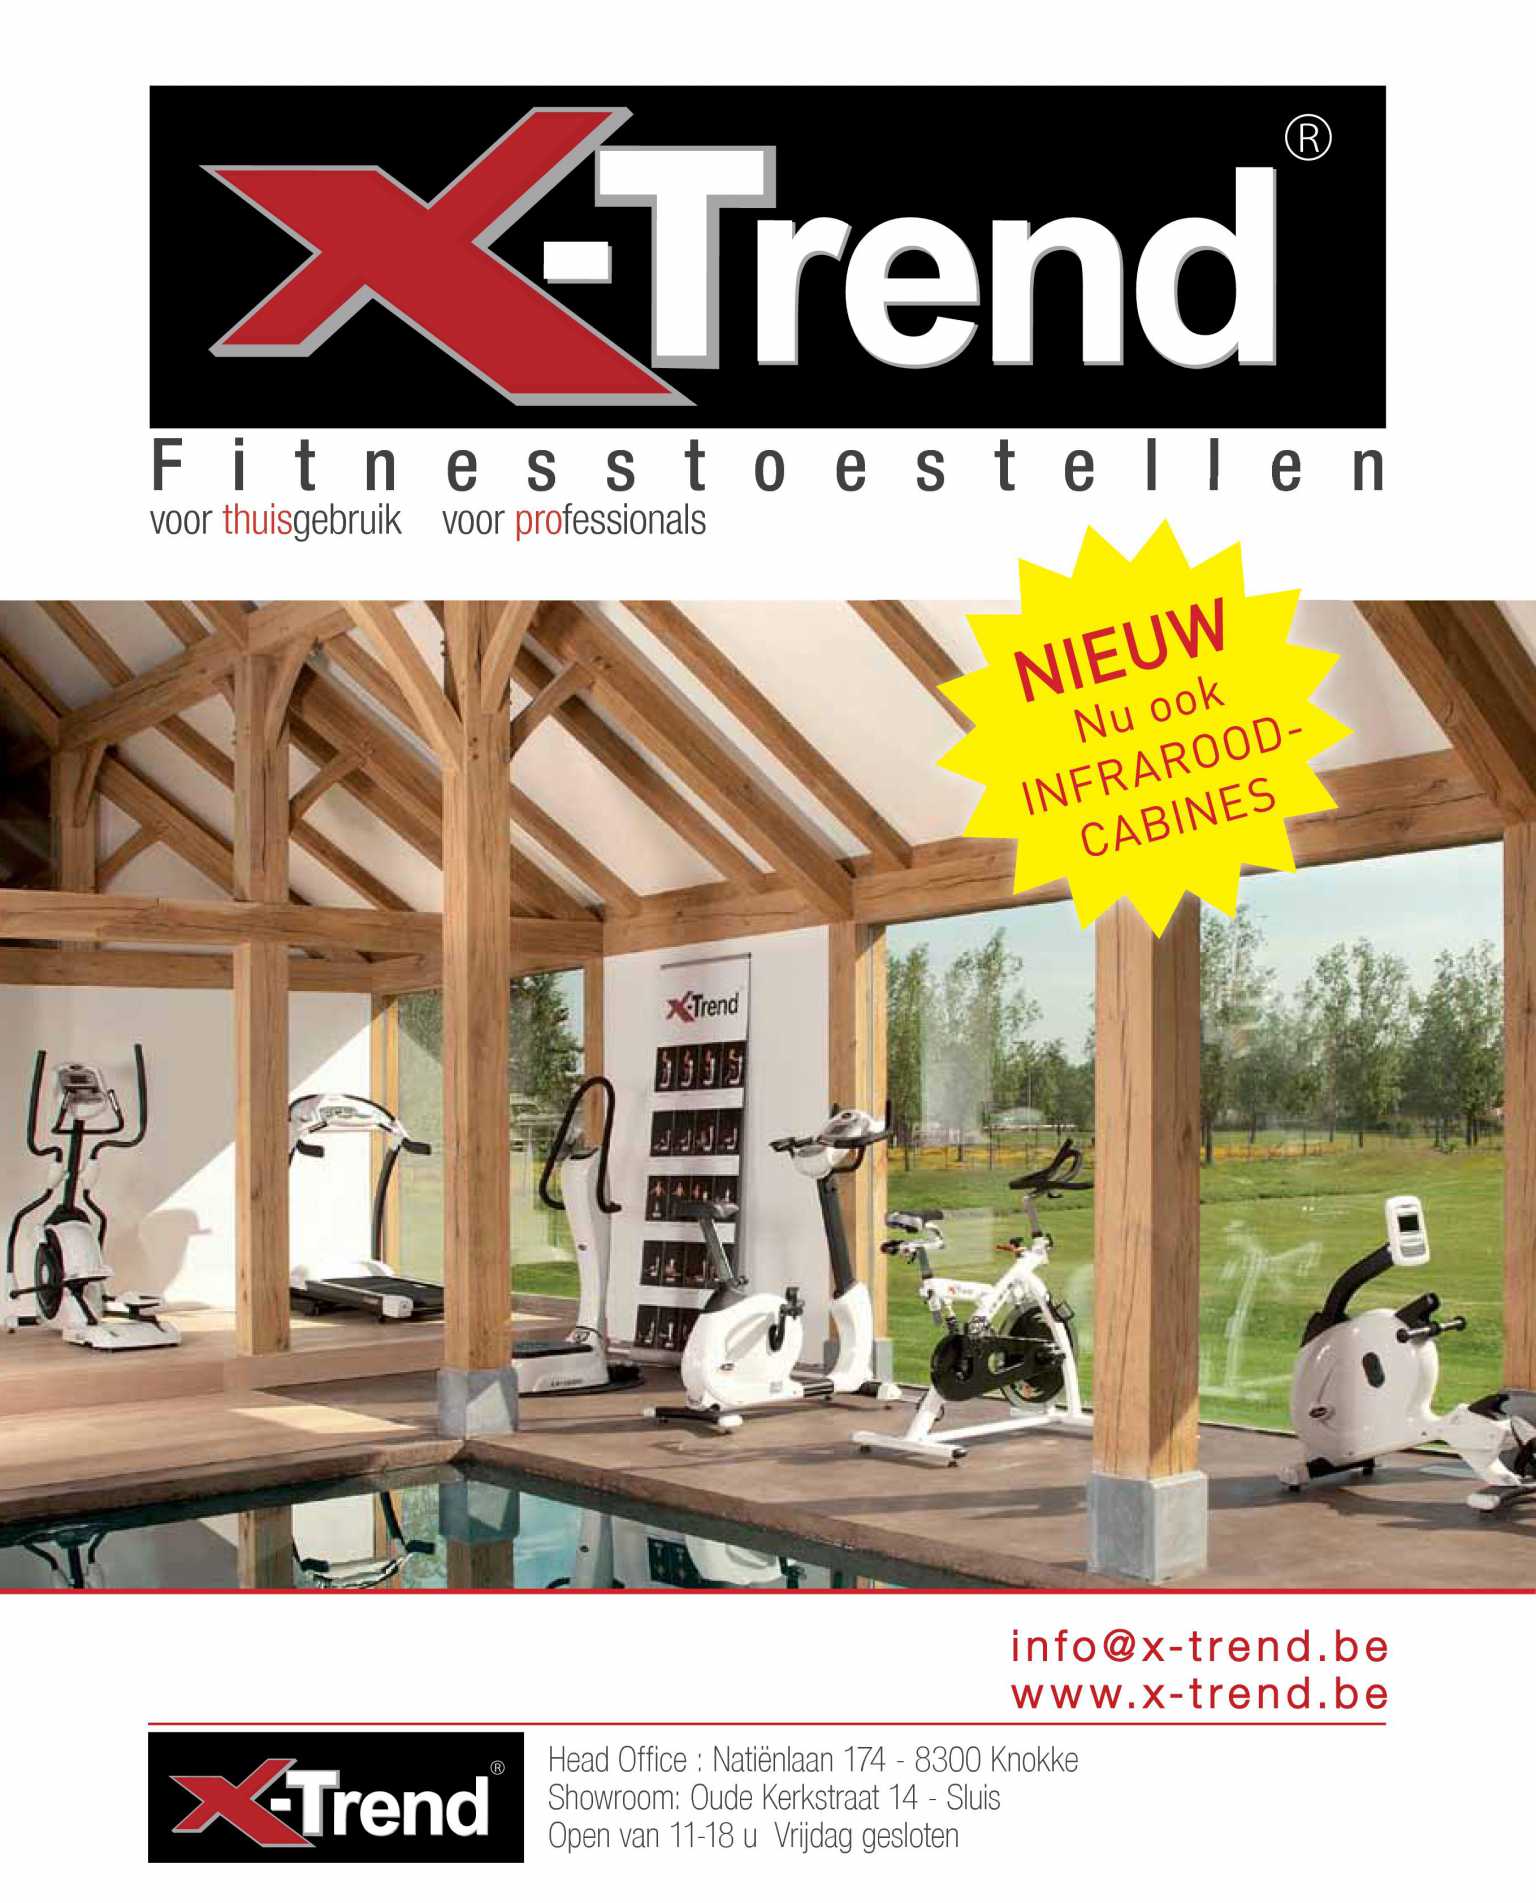 X-Trend®
Fitnesstoestellen
voor thuisgebruik voor professionals
NIEUW
Nu ook
INFRAROOD-
CABINES
X-Trend
info@x-trend.be
www.x-trend.be
X-Trend®
Head Office : Natiënlaan 174 - 8300 Knokke
Showroom: Oude Kerkstraat 14 - Sluis
Open van 11-18 u Vrijdag gesloten